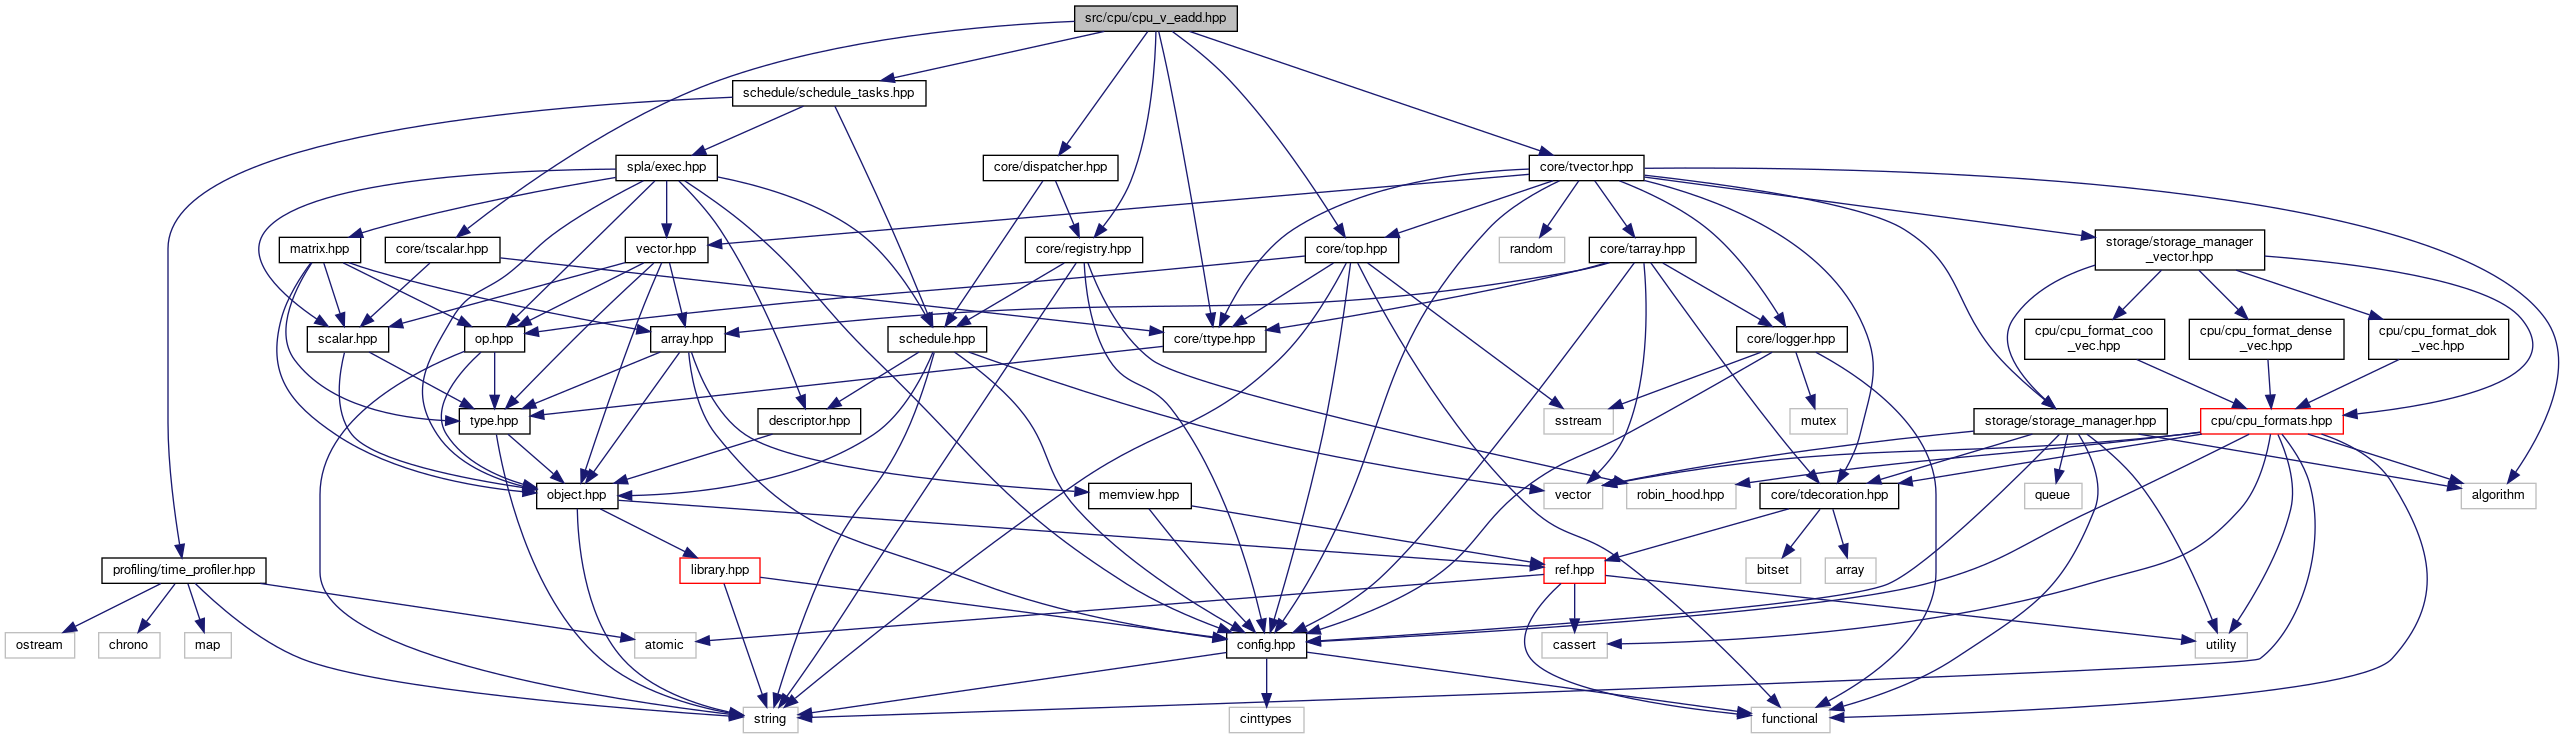 src/cpu/cpu_v_eadd.hpp
schedule/schedule_tasks.hpp
spla/exec.hpp
core/dispatcher.hpp
core/tvector.hpp
matrix.hpp
core/tscalar.hpp
vector.hpp
core/registry.hpp
core/top.hpp
random
core/tarray.hpp
storage/storage_manager
_vector.hpp
scalar.hpp
op.hpp
array.hpp
schedule.hpp
core/ttype.hpp
core/logger.hpp
cpu/cpu_format_coo
_vec.hpp
cpu/cpu_format_dense
_vec.hpp
cpu/cpu_format_dok
_vec.hpp
type.hpp
descriptor.hpp
sstream
mutex
storage/storage_manager.hpp
cpu/cpu_formats.hpp
object.hpp
memview.hpp
vector
robin_hood.hpp
core/tdecoration.hpp
queue
algorithm
profiling/time_profiler.hpp
library.hpp
ref.hpp
bitset
array
ostream
chrono
map
atomic
config.hpp
cassert
utility
string
cinttypes
functional